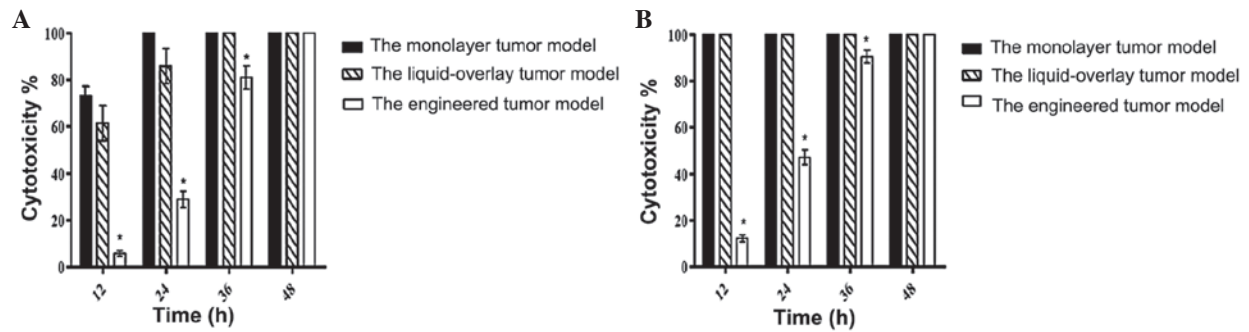 A
Cytotoxicity %
100
80
60
40
20
0
*
*
*
12
24
36
48
Time (h)
The monolayer tumor model
The liquid-overlay tumor model
The engineered tumor model
B
Cytotoxicity %
100
80
60
40
20
0
*
*
*
12
24
36
48
Time (h)
The monolayer tumor model
The liquid-overlay tumor model
The engineered tumor model